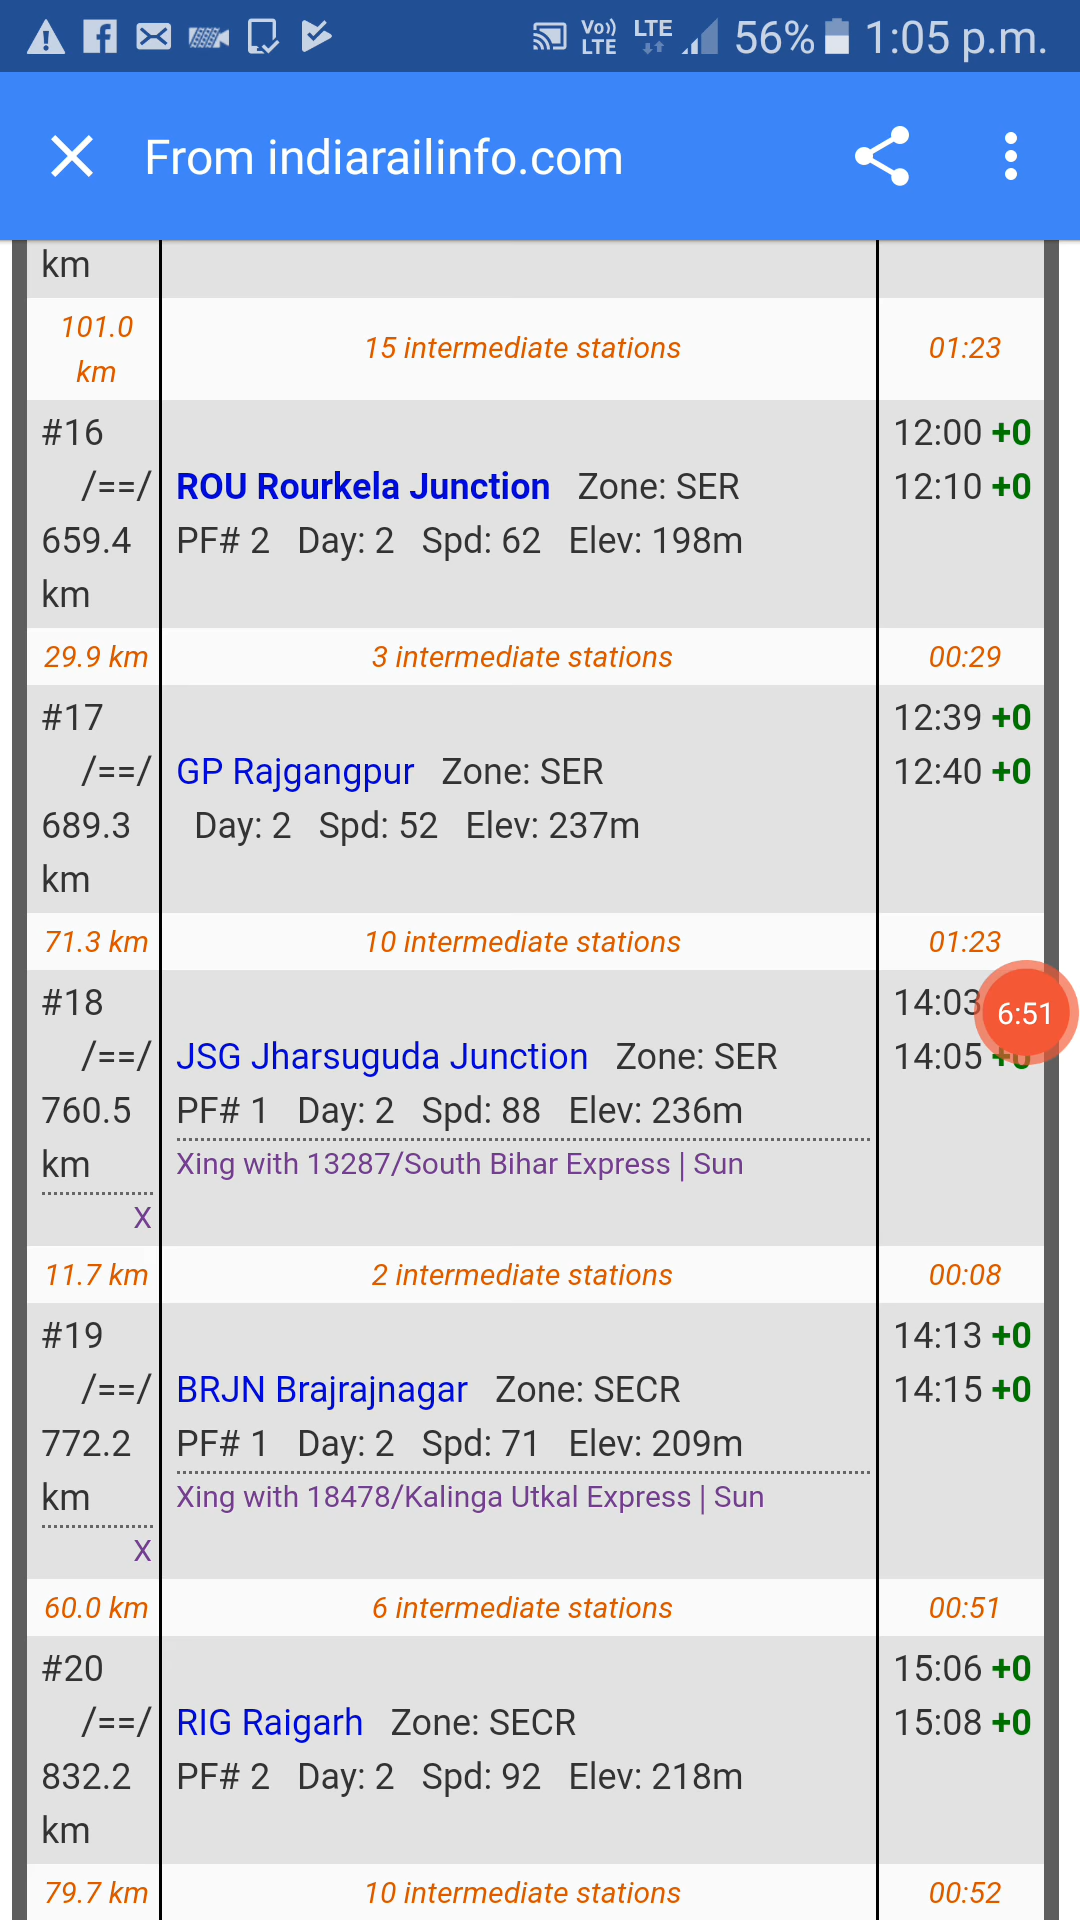 Vo)) LTE LTE 56% 1:05 p.m.
From indiarailinfo.com
km
101.0 km 15 intermediate stations 01:23
#16 12:00 +0
/==/ ROU Rourkela Junction Zone: SER 12:10 +0
659.4 PF# 2 Day: 2 Spd: 62 Elev: 198m
km
29.9 km 3 intermediate stations 00:29
#17 12:39 +0
/==/ GP Rajgangpur Zone: SER 12:40 +0
689.3 Day: 2 Spd: 52 Elev: 237m
km
71.3 km 10 intermediate stations 01:23
#18 14:03 6:51
/==/ JSG Jharsuguda Junction Zone: SER 14:05 +0
760.5 PF# 1 Day: 2 Spd: 88 Elev: 236m
km Xing with 13287/South Bihar Express | Sun
X
11.7 km 2 intermediate stations 00:08
#19 14:13 +0
/==/ BRJN Brajrajnagar Zone: SECR 14:15 +0
772.2 PF# 1 Day: 2 Spd: 71 Elev: 209m
km Xing with 18478/Kalinga Utkal Express | Sun
X
60.0 km 6 intermediate stations 00:51
#20 15:06 +0
/==/ RIG Raigarh Zone: SECR 15:08 +0
832.2 PF# 2 Day: 2 Spd: 92 Elev: 218m
km
79.7 km 10 intermediate stations 00:52